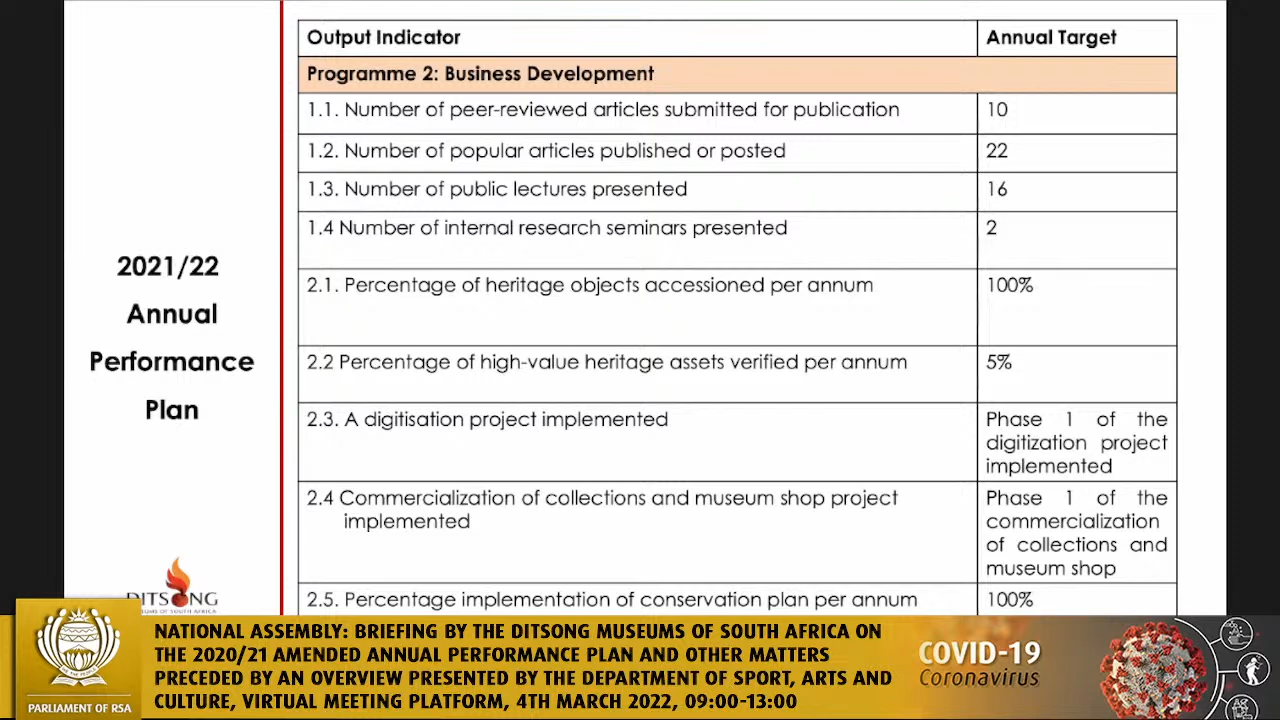 2021/22
Annual
Performance
Plan
Output Indicator Annual Target
Programme 2: Business Development
1.1. Number of peer-reviewed articles submitted for publication 10
1.2. Number of popular articles published or posted 22
1.3. Number of public lectures presented 16
1.4 Number of internal research seminars presented 2
2.1. Percentage of heritage objects accessioned per annum 100%
2.2 Percentage of high-value heritage assets verified per annum 5%
2.3. A digitisation project implemented Phase 1 of the
digitization project
implemented
2.4 Commercialization of collections and museum shop project Phase 1 of the
implemented commercialization
of collections and
museum shop
2.5. Percentage implementation of conservation plan per annum 100%
DITSONG
MUSEUMS OF SOUTH AFRICA
PARLIAMENT OF RSA
NATIONAL ASSEMBLY: BRIEFING BY THE DITSONG MUSEUMS OF SOUTH AFRICA ON
THE 2020/21 AMENDED ANNUAL PERFORMANCE PLAN AND OTHER MATTERS
PRECEDED BY AN OVERVIEW PRESENTED BY THE DEPARTMENT OF SPORT, ARTS AND
CULTURE, VIRTUAL MEETING PLATFORM, 4TH MARCH 2022, 09:00-13:00
COVID-19
Coronavirus